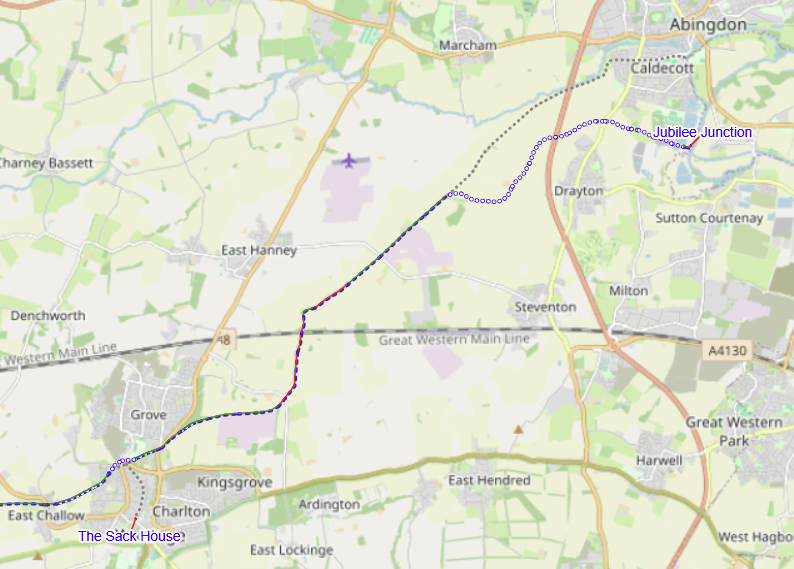 Abingdon
Marcham
Caldecott
Jubilee Junction
Charney Bassett
Drayton
Sutton Courtenay
East Hanney
Milton
Steventon
Denchworth
48
Western Main Line
Great Western Main Line
A4130
Grove
Great Western
Park
Harwell
Kingsgrove
East Hendred
Ardington
East Challow
Charlton
The Sack House
West Hagbo
East Lockinge